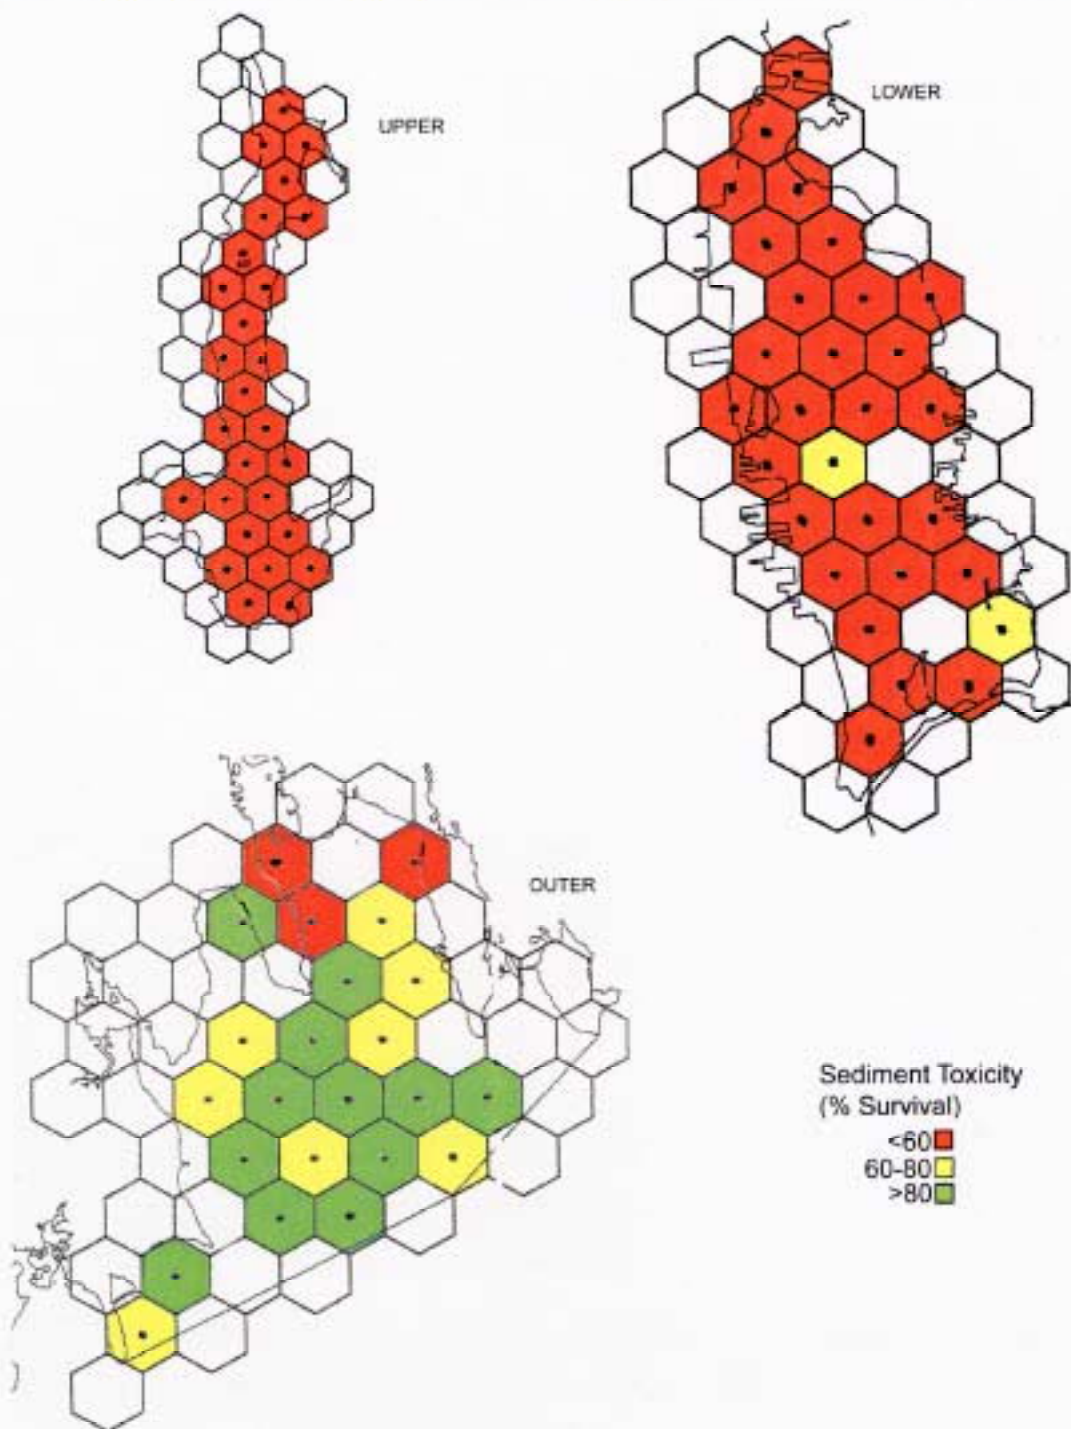 UPPER
LOWER
OUTER
Sediment Toxicity
(% Survival)
<60
60-80
>80